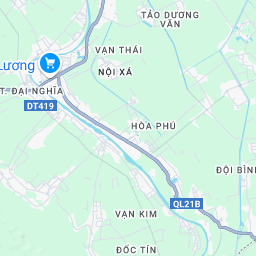 TẢO DƯƠNG
VĂN
VẠN THÁI
Lương
NỘI XÁ
T. ĐẠI NGHĨA
DT419
HÒA PHÚ
ĐỘI BÌN
QL21B
VẠN KIM
ĐỐC TÍN